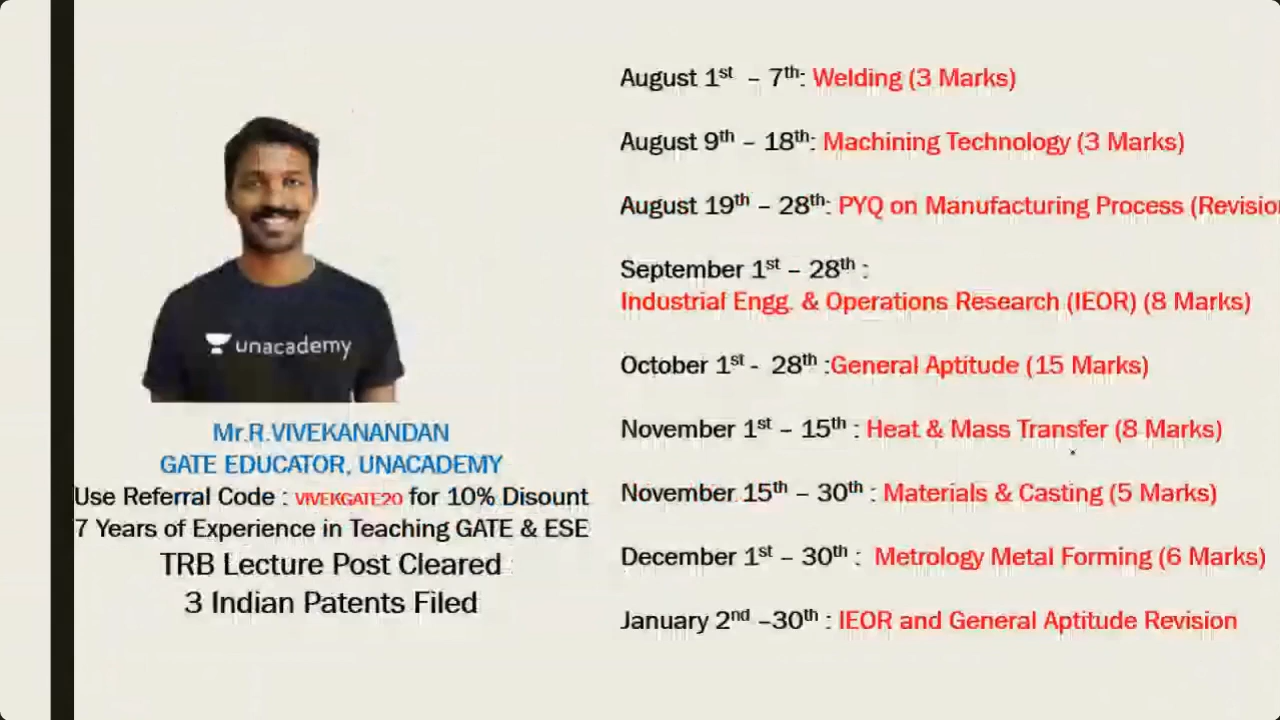 unacademy
Mr.R.VIVEKANANDAN
GATE EDUCATOR, UNACADEMY
Use Referral Code : VIVEKGATE20 for 10% Disount
7 Years of Experience in Teaching GATE & ESE
TRB Lecture Post Cleared
3 Indian Patents Filed
August 1st – 7th: Welding (3 Marks)
August 9th – 18th: Machining Technology (3 Marks)
August 19th – 28th: PYQ on Manufacturing Process (Revision
September 1st – 28th :
Industrial Engg. & Operations Research (IEOR) (8 Marks)
October 1st - 28th :General Aptitude (15 Marks)
November 1st – 15th : Heat & Mass Transfer (8 Marks)
November 15th – 30th : Materials & Casting (5 Marks)
December 1st – 30th : Metrology Metal Forming (6 Marks)
January 2nd –30th : IEOR and General Aptitude Revision